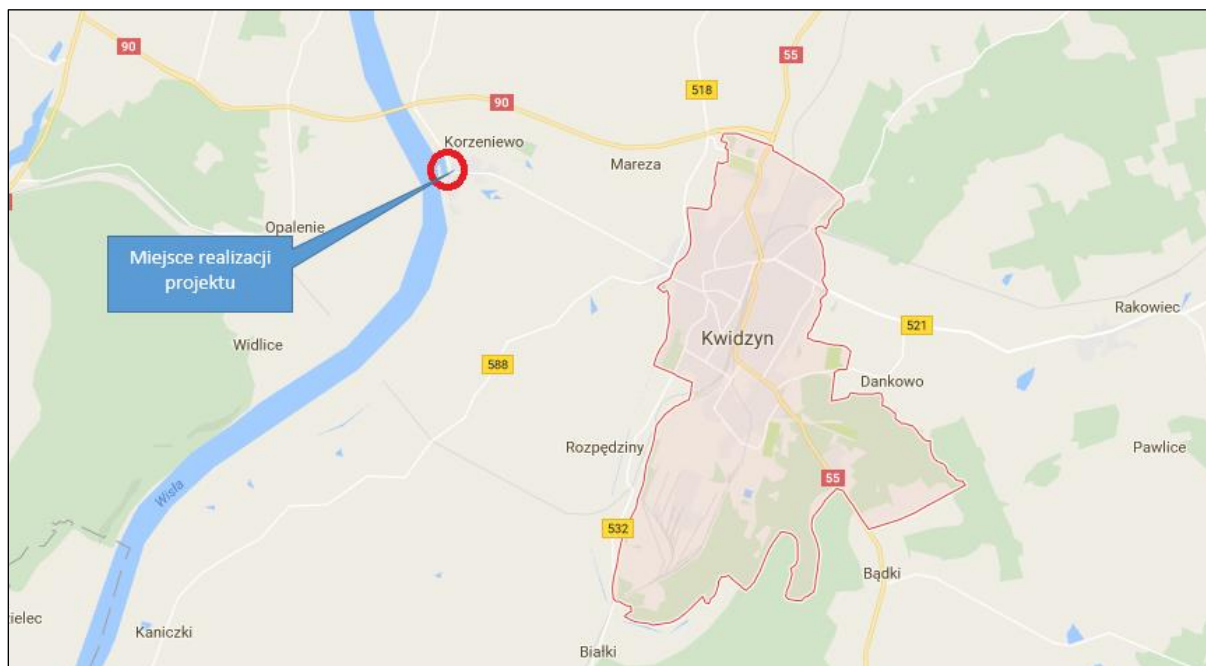 90
55
518
90
Korzeniewo
Mareza
Opalenie
Miejsce realizacji
projektu
Rakowiec
521
Kwidzyn
Widlice
588
Dankowo
Rozpędziny
Pawlice
55
Wisła
532
Bądki
zielec
Kaniczki
Białki